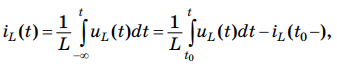 i_L(t) = \frac{1}{L} \int_{-\infty}^{t} u_L(t)dt = \frac{1}{L} \int_{t_0}^{t} u_L(t)dt - i_L(t_0-),